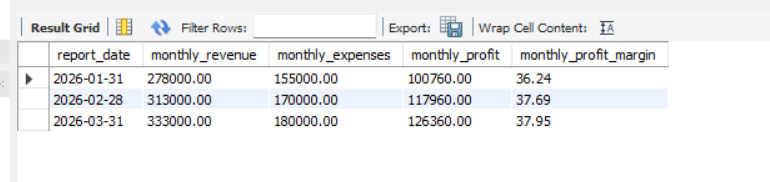 Result Grid Filter Rows: Export: Wrap Cell Content: IA
report_date monthly_revenue monthly_expenses monthly_profit monthly_profit_margin
2026-01-31 278000.00 155000.00 100760.00 36.24
2026-02-28 313000.00 170000.00 117960.00 37.69
2026-03-31 333000.00 180000.00 126360.00 37.95